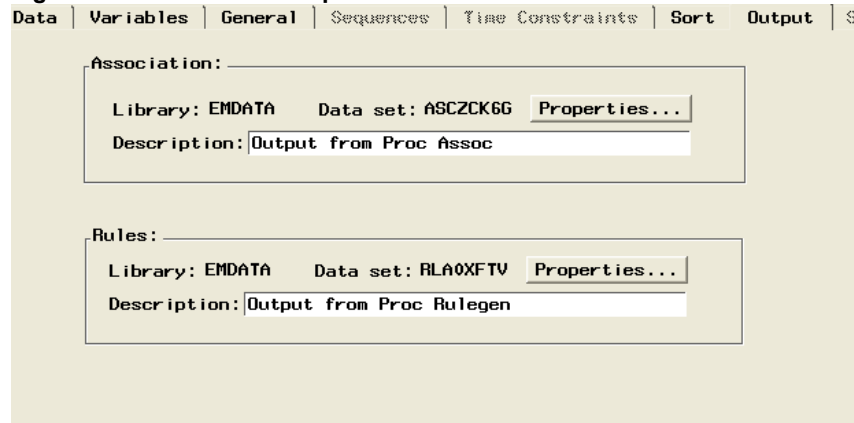 Data Variables General Sequences Time Constraints Sort Output
Association:
Library: EMDATA Data set: ASCZCK6G Properties...
Description: Output from Proc Assoc
Rules:
Library: EMDATA Data set: RLA0XFTV Properties...
Description: Output from Proc Rulegen